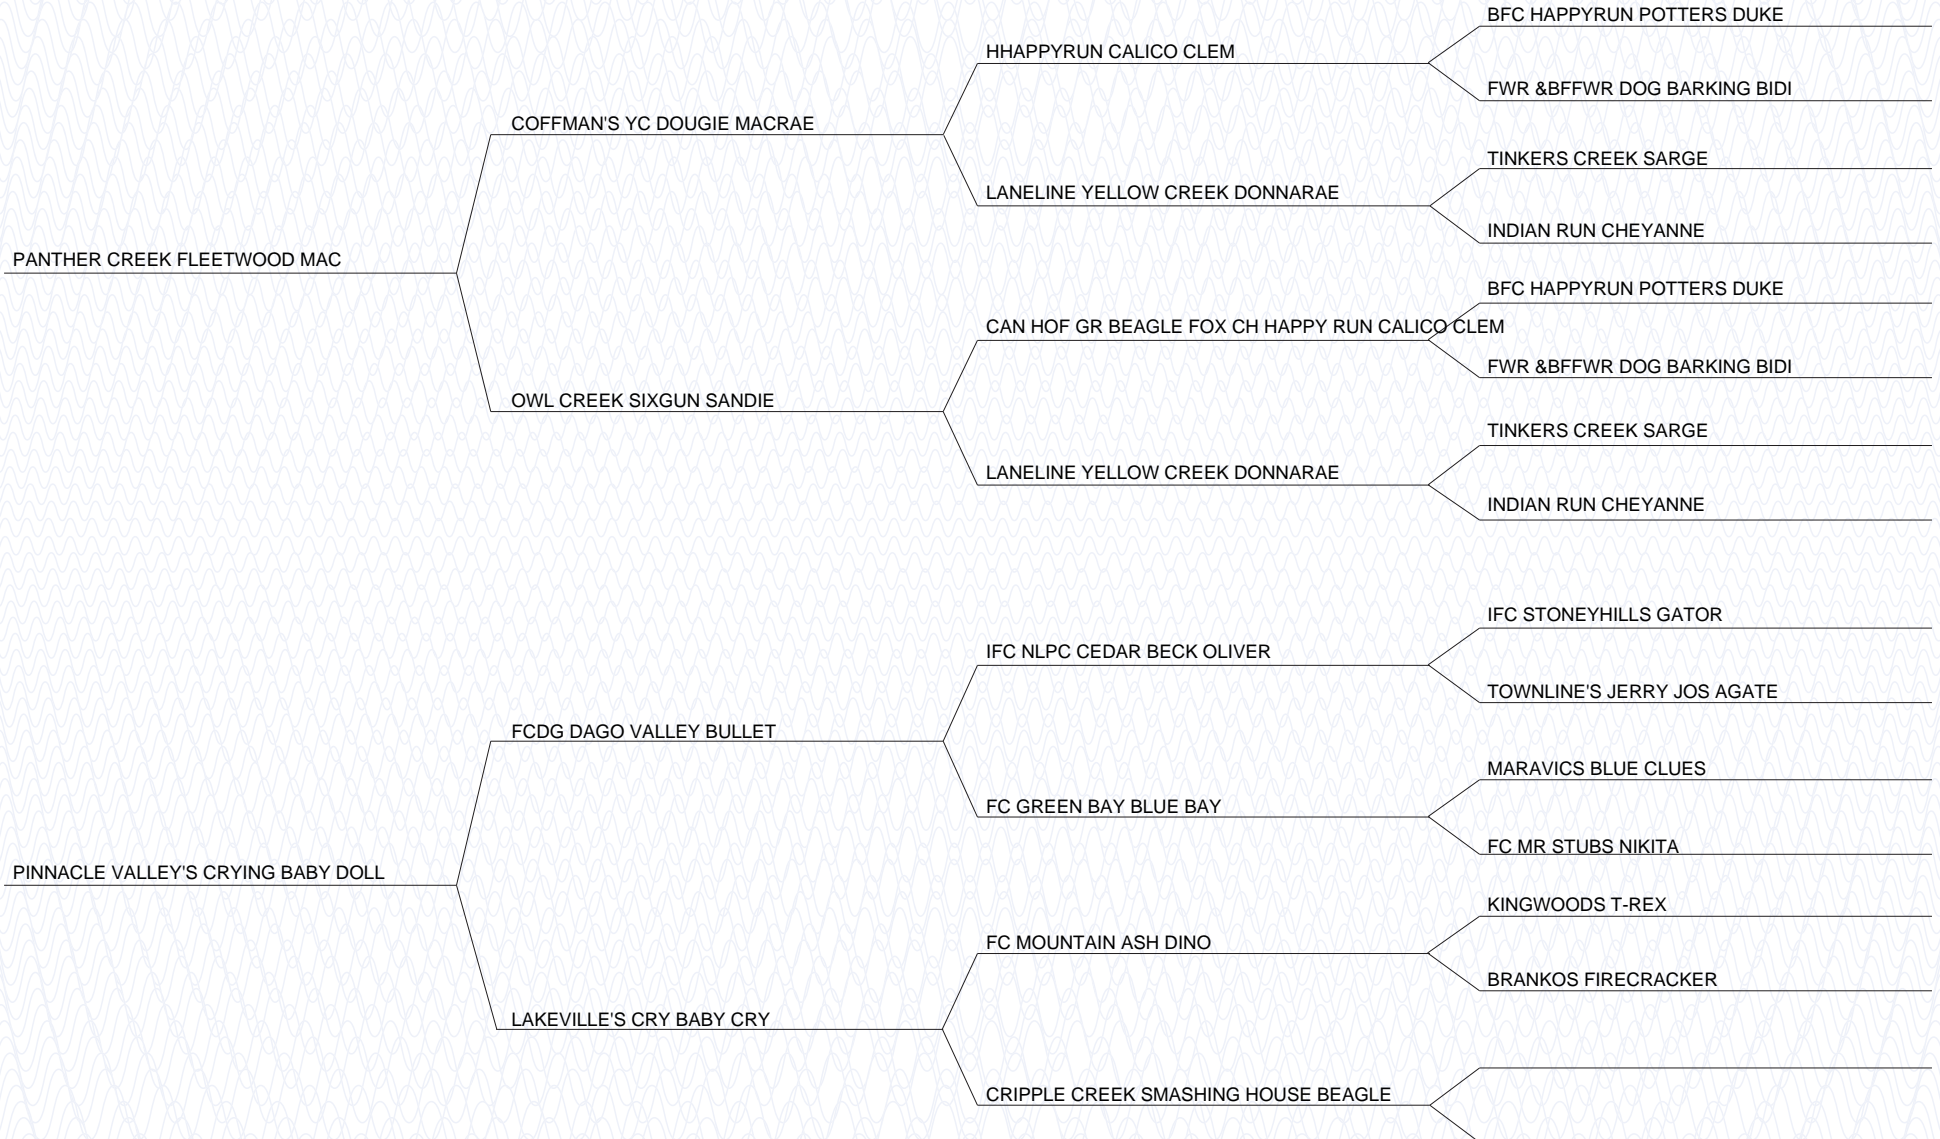 BFC HAPPYRUN POTTERS DUKE
HHAPPYRUN CALICO CLEM
FWR &BFFWR DOG BARKING BIDI
COFFMAN'S YC DOUGIE MACRAE
TINKERS CREEK SARGE
LANELINE YELLOW CREEK DONNARAE
INDIAN RUN CHEYANNE
PANTHER CREEK FLEETWOOD MAC
BFC HAPPYRUN POTTERS DUKE
CAN HOF GR BEAGLE FOX CH HAPPY RUN CALICO CLEM
FWR &BFFWR DOG BARKING BIDI
OWL CREEK SIXGUN SANDIE
TINKERS CREEK SARGE
LANELINE YELLOW CREEK DONNARAE
INDIAN RUN CHEYANNE
IFC STONEYHILLS GATOR
IFC NLPC CEDAR BECK OLIVER
TOWNLINE'S JERRY JOS AGATE
FCDG DAGO VALLEY BULLET
MARAVICS BLUE CLUES
FC GREEN BAY BLUE BAY
FC MR STUBS NIKITA
PINNACLE VALLEY'S CRYING BABY DOLL
KINGWOODS T-REX
FC MOUNTAIN ASH DINO
BRANKOS FIRECRACKER
LAKEVILLE'S CRY BABY CRY
CRIPPLE CREEK SMASHING HOUSE BEAGLE